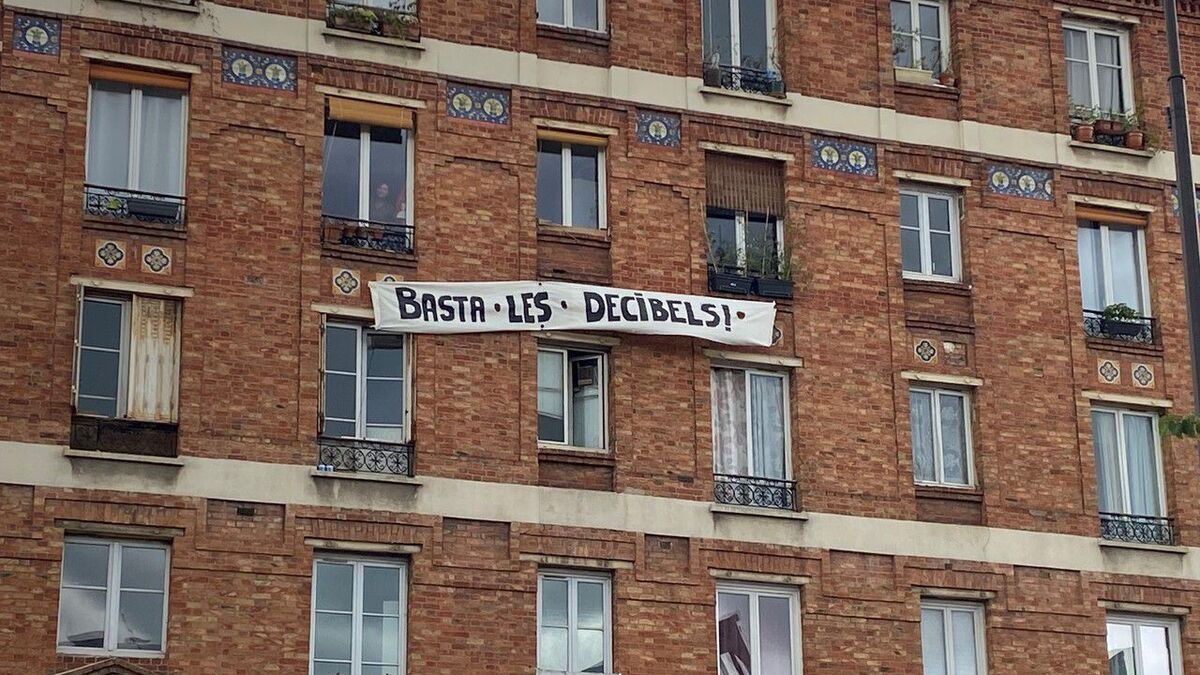 BASTA • LES • DECIBELS! •